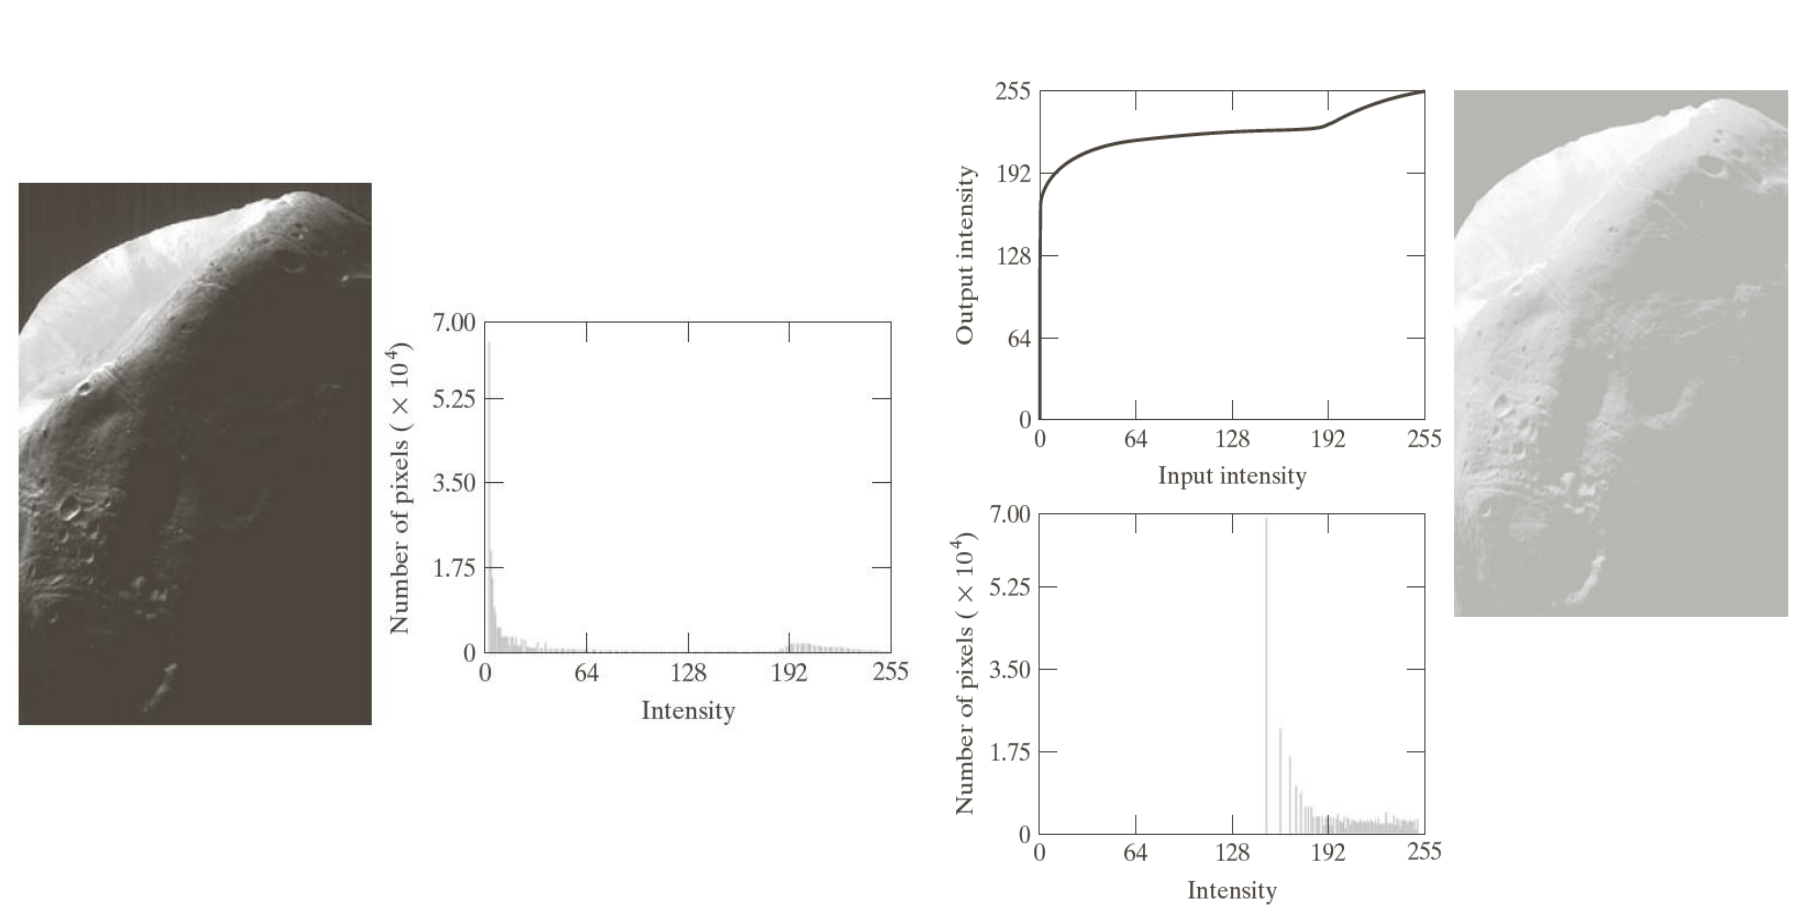 7.00
5.25
3.50
1.75
0
Number of pixels ( × 10⁴)
0 64 128 192 255
Intensity
255
192
128
64
0
Output intensity
0 64 128 192 255
Input intensity
7.00
5.25
3.50
1.75
0
Number of pixels ( × 10⁴)
0 64 128 192 255
Intensity